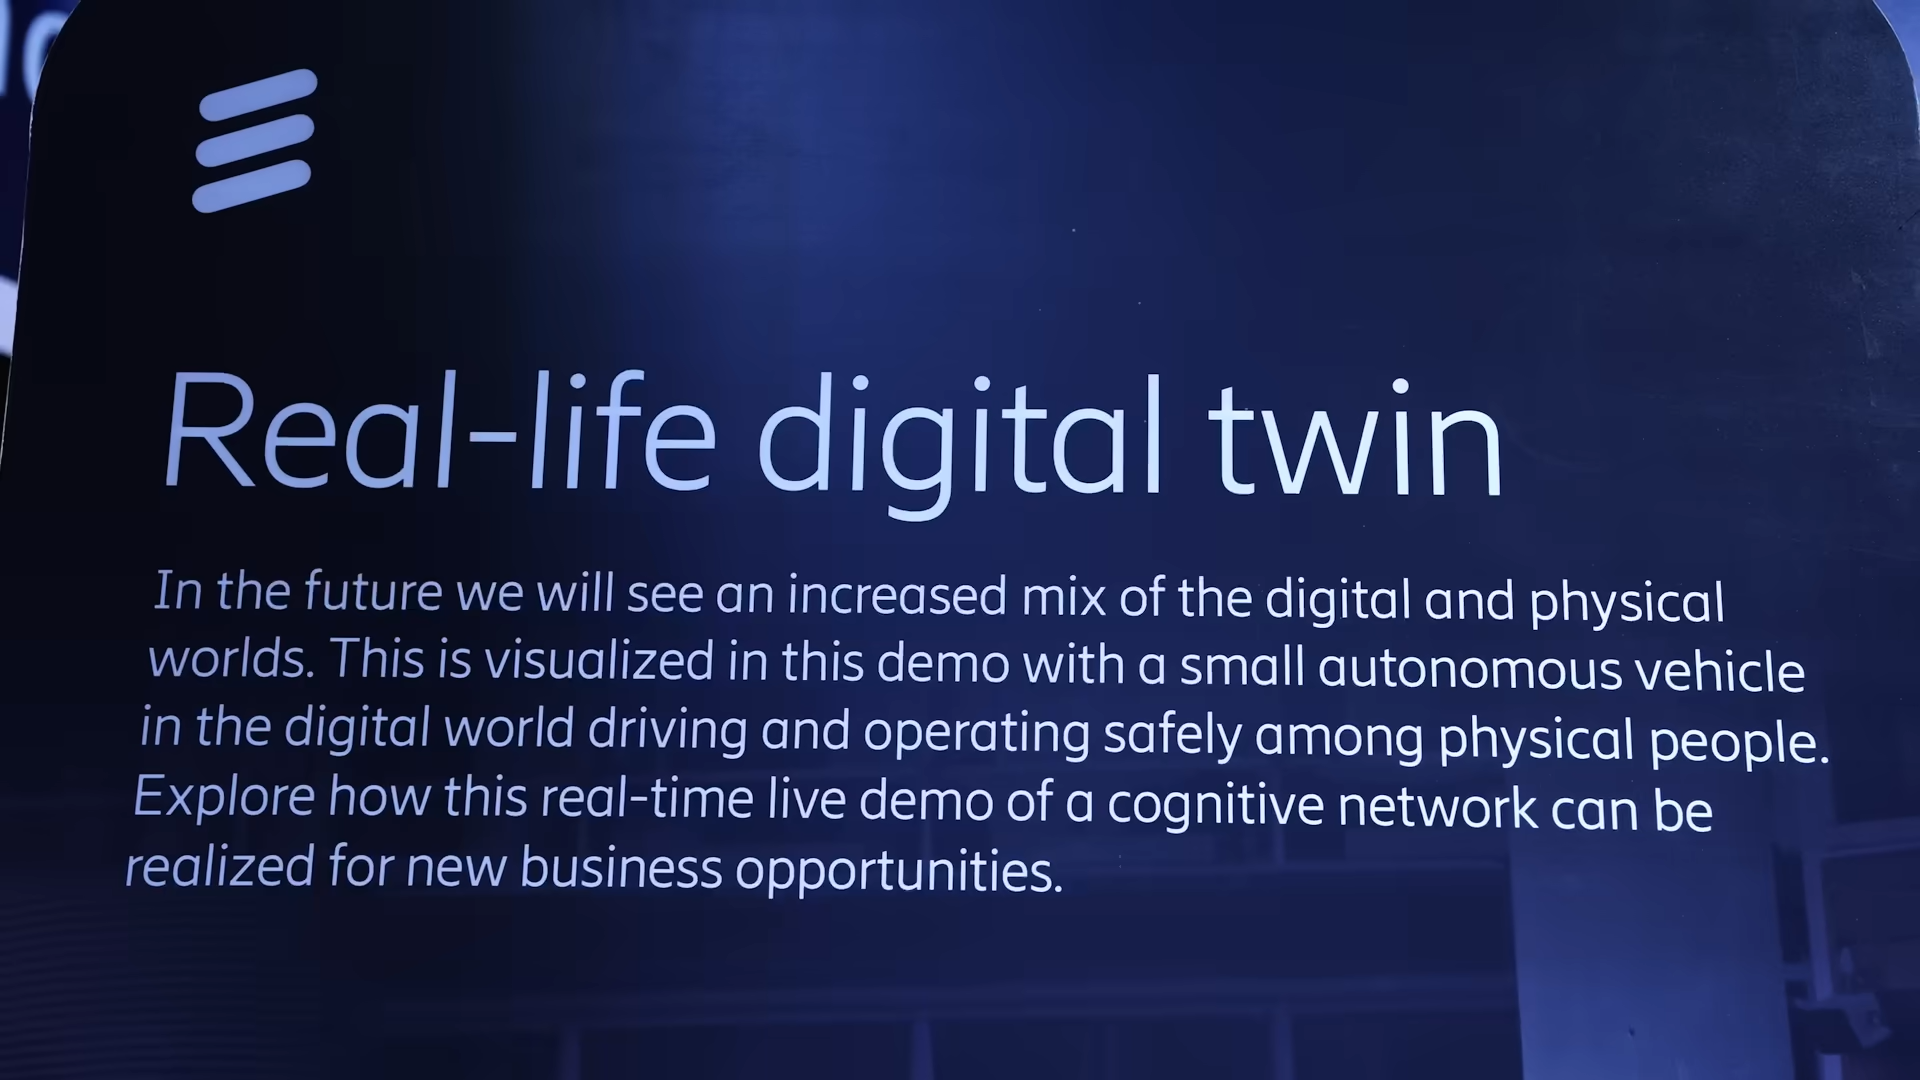 Real-life digital twin
In the future we will see an increased mix of the digital and physical
worlds. This is visualized in this demo with a small autonomous vehicle
in the digital world driving and operating safely among physical people.
Explore how this real-time live demo of a cognitive network can be
realized for new business opportunities.